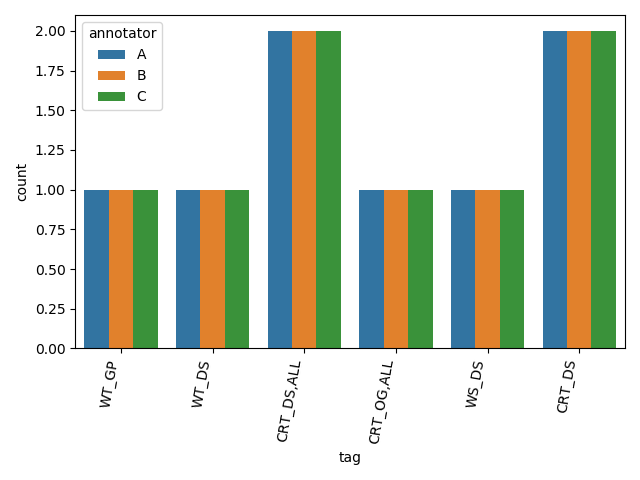 annotator
A
B
C
2.00
1.75
1.50
1.25
1.00
0.75
0.50
0.25
0.00
count
WT_GP
WT_DS
CRT_DS,ALL
CRT_OG,ALL
WS_DS
CRT_DS
tag